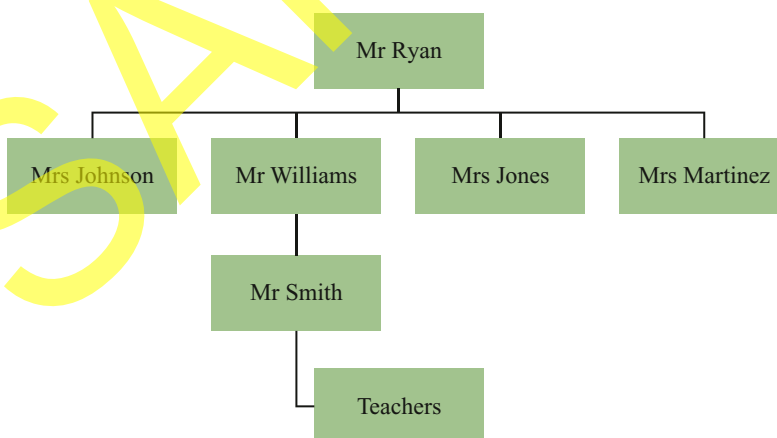 Mr Ryan
Mrs Johnson
Mr Williams
Mrs Jones
Mrs Martinez
Mr Smith
Teachers